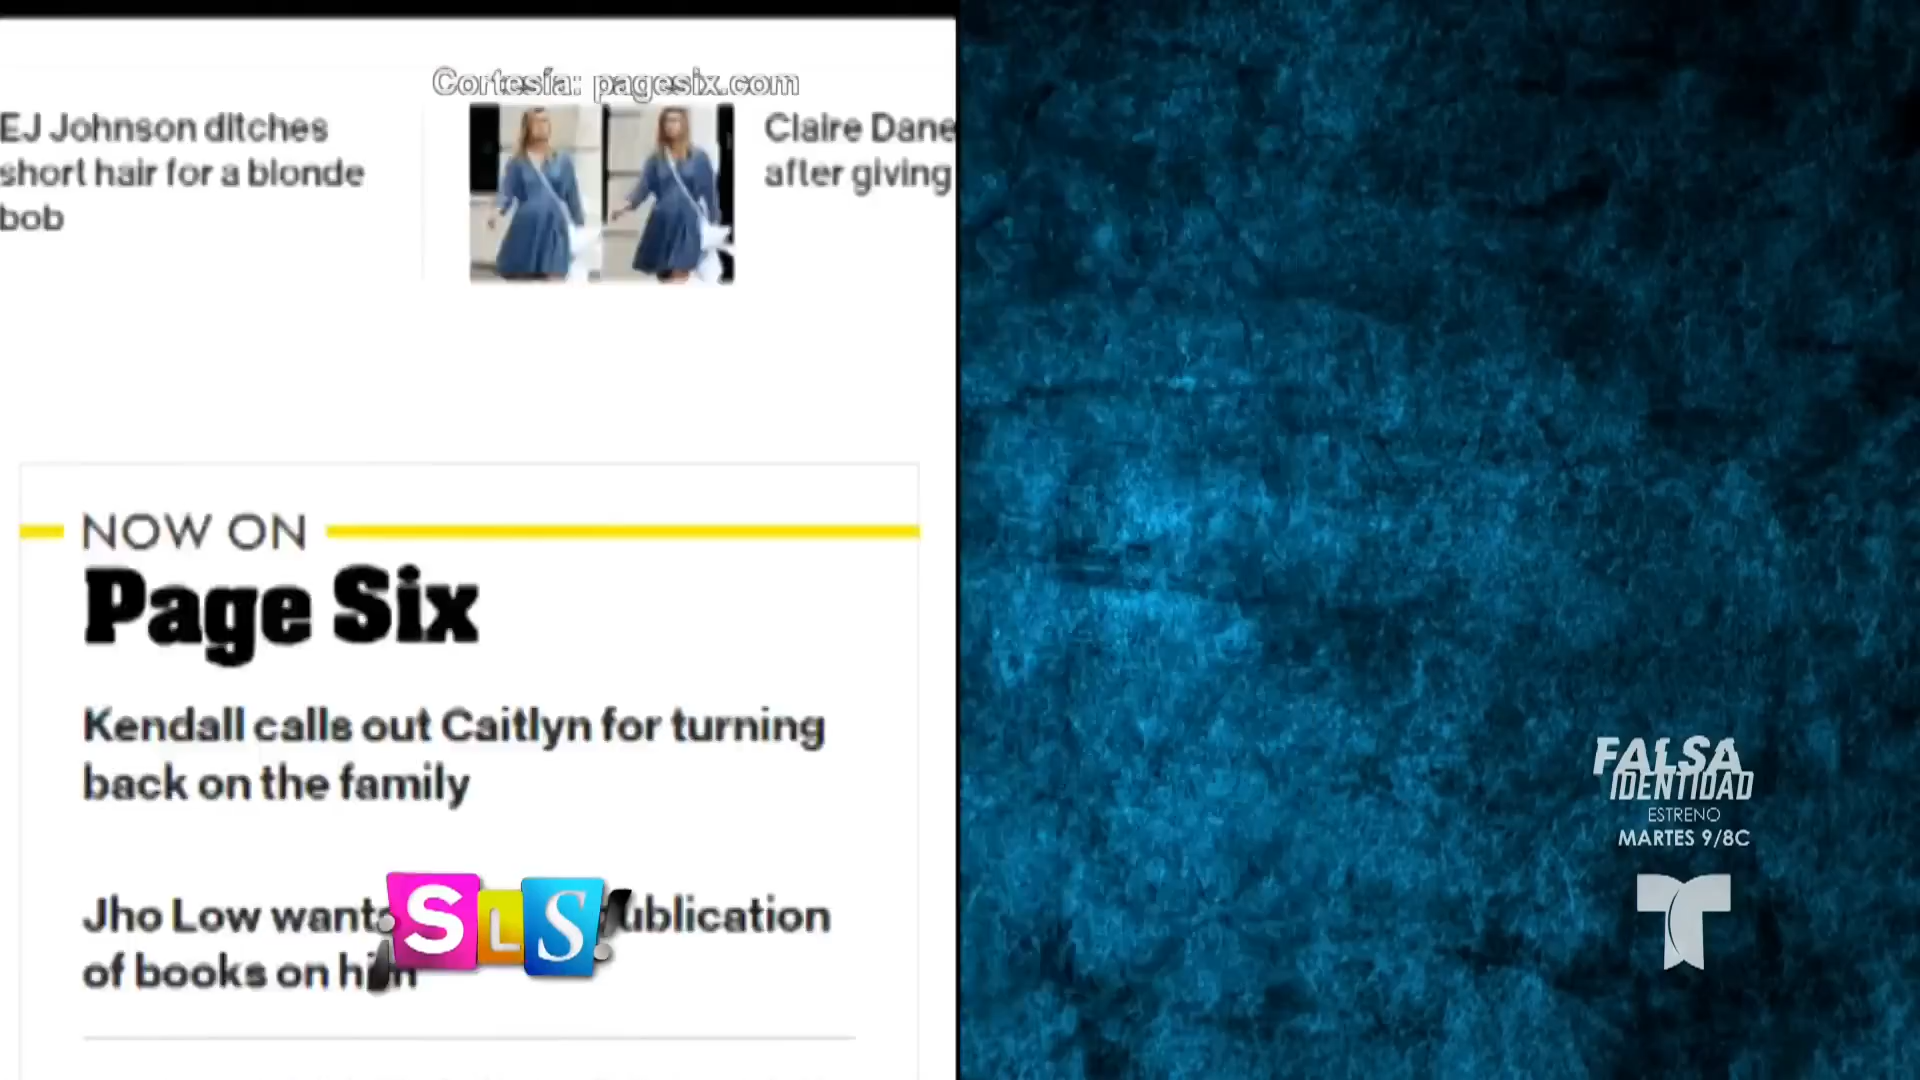 Cortesía: pagesix.com
EJ Johnson ditches
short hair for a blonde
bob
Claire Dane
after giving
NOW ON
Page Six
Kendall calls out Caitlyn for turning
back on the family
Jho Low ublication
of books on
¡SLS!
FALSA
IDENTIDAD
ESTRENO
MARTES 9/8C